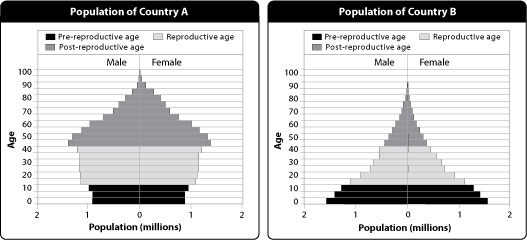 Population of Country A
Pre-reproductive age
Reproductive age
Post-reproductive age
Male
Female
100
90
80
70
60
50
40
30
20
10
0
Age
2
1
0
1
2
Population (millions)
Population of Country B
Pre-reproductive age
Reproductive age
Post-reproductive age
Male
Female
100
90
80
70
60
50
40
30
20
10
0
Age
2
1
0
1
2
Population (millions)